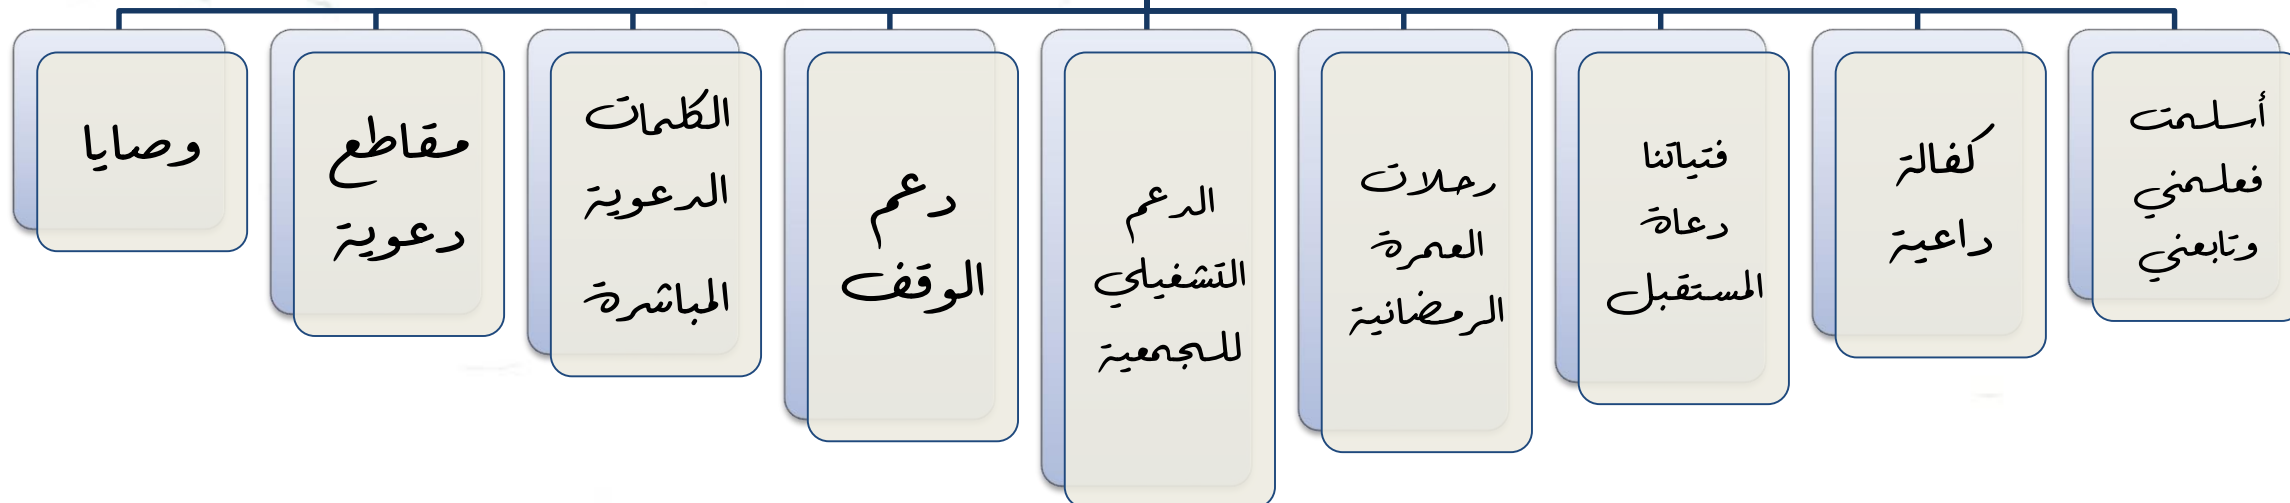 أسلمت
فعلمني
وتابعني
كفالة
داعية
فتياتنا
دعاة
المستقبل
رحلات
العمرة
الرمضانية
الدعم
التشغيلي
للجمعية
دعم
الوقف
الكلمات
الدعوية
المباشرة
مقاطع
دعوية
وصايا